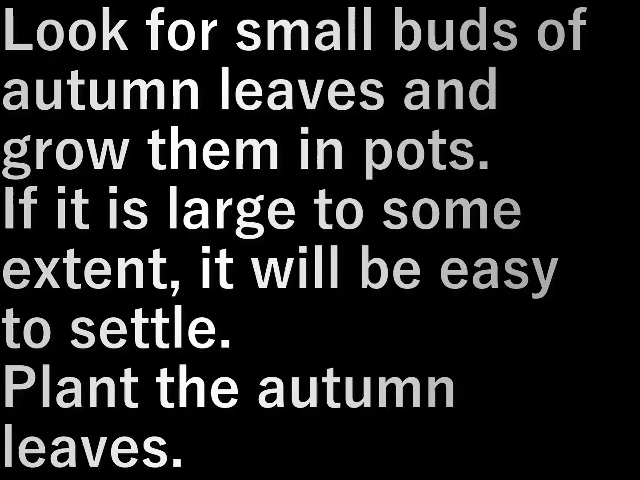 Look for small buds of
autumn leaves and
grow them in pots.
If it is large to some
extent, it will be easy
to settle.
Plant the autumn
leaves.